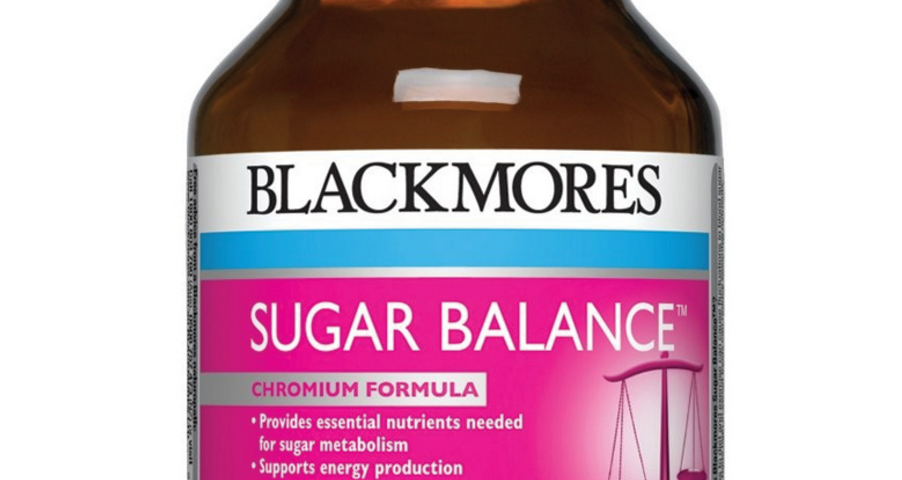 BLACKMORES
SUGAR BALANCE™
CHROMIUM FORMULA
• Provides essential nutrients needed
for sugar metabolism
• Supports energy production